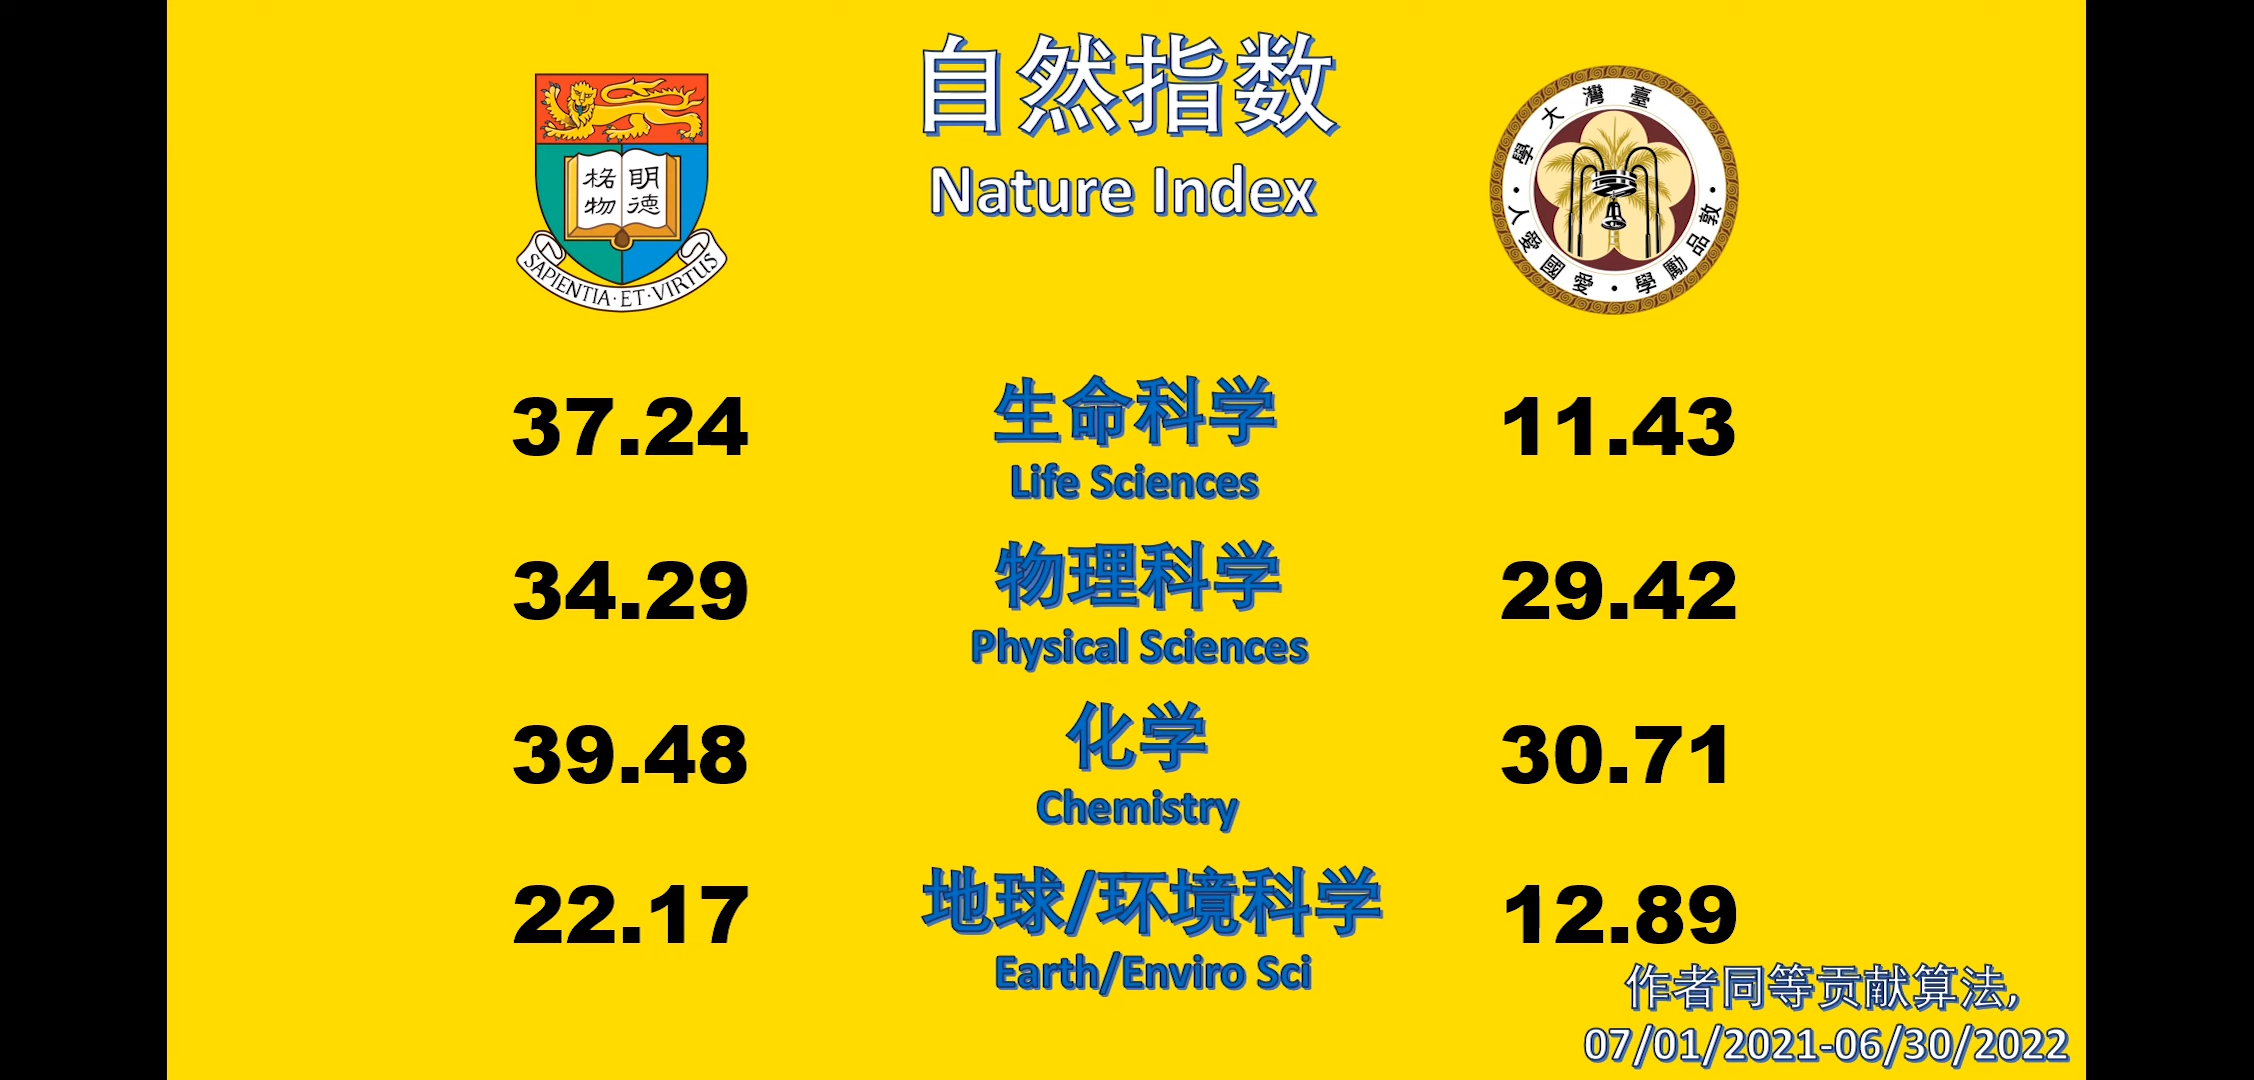 自然指数
Nature Index
明德
格物
SAPIENTIA·ET·VIRTUS
臺灣大學
敦品勵學·愛國愛人
37.24
生命科学
11.43
Life Sciences
34.29
物理科学
29.42
Physical Sciences
39.48
化学
30.71
Chemistry
22.17
地球/环境科学
12.89
Earth/Enviro Sci
作者同等贡献算法,
07/01/2021-06/30/2022